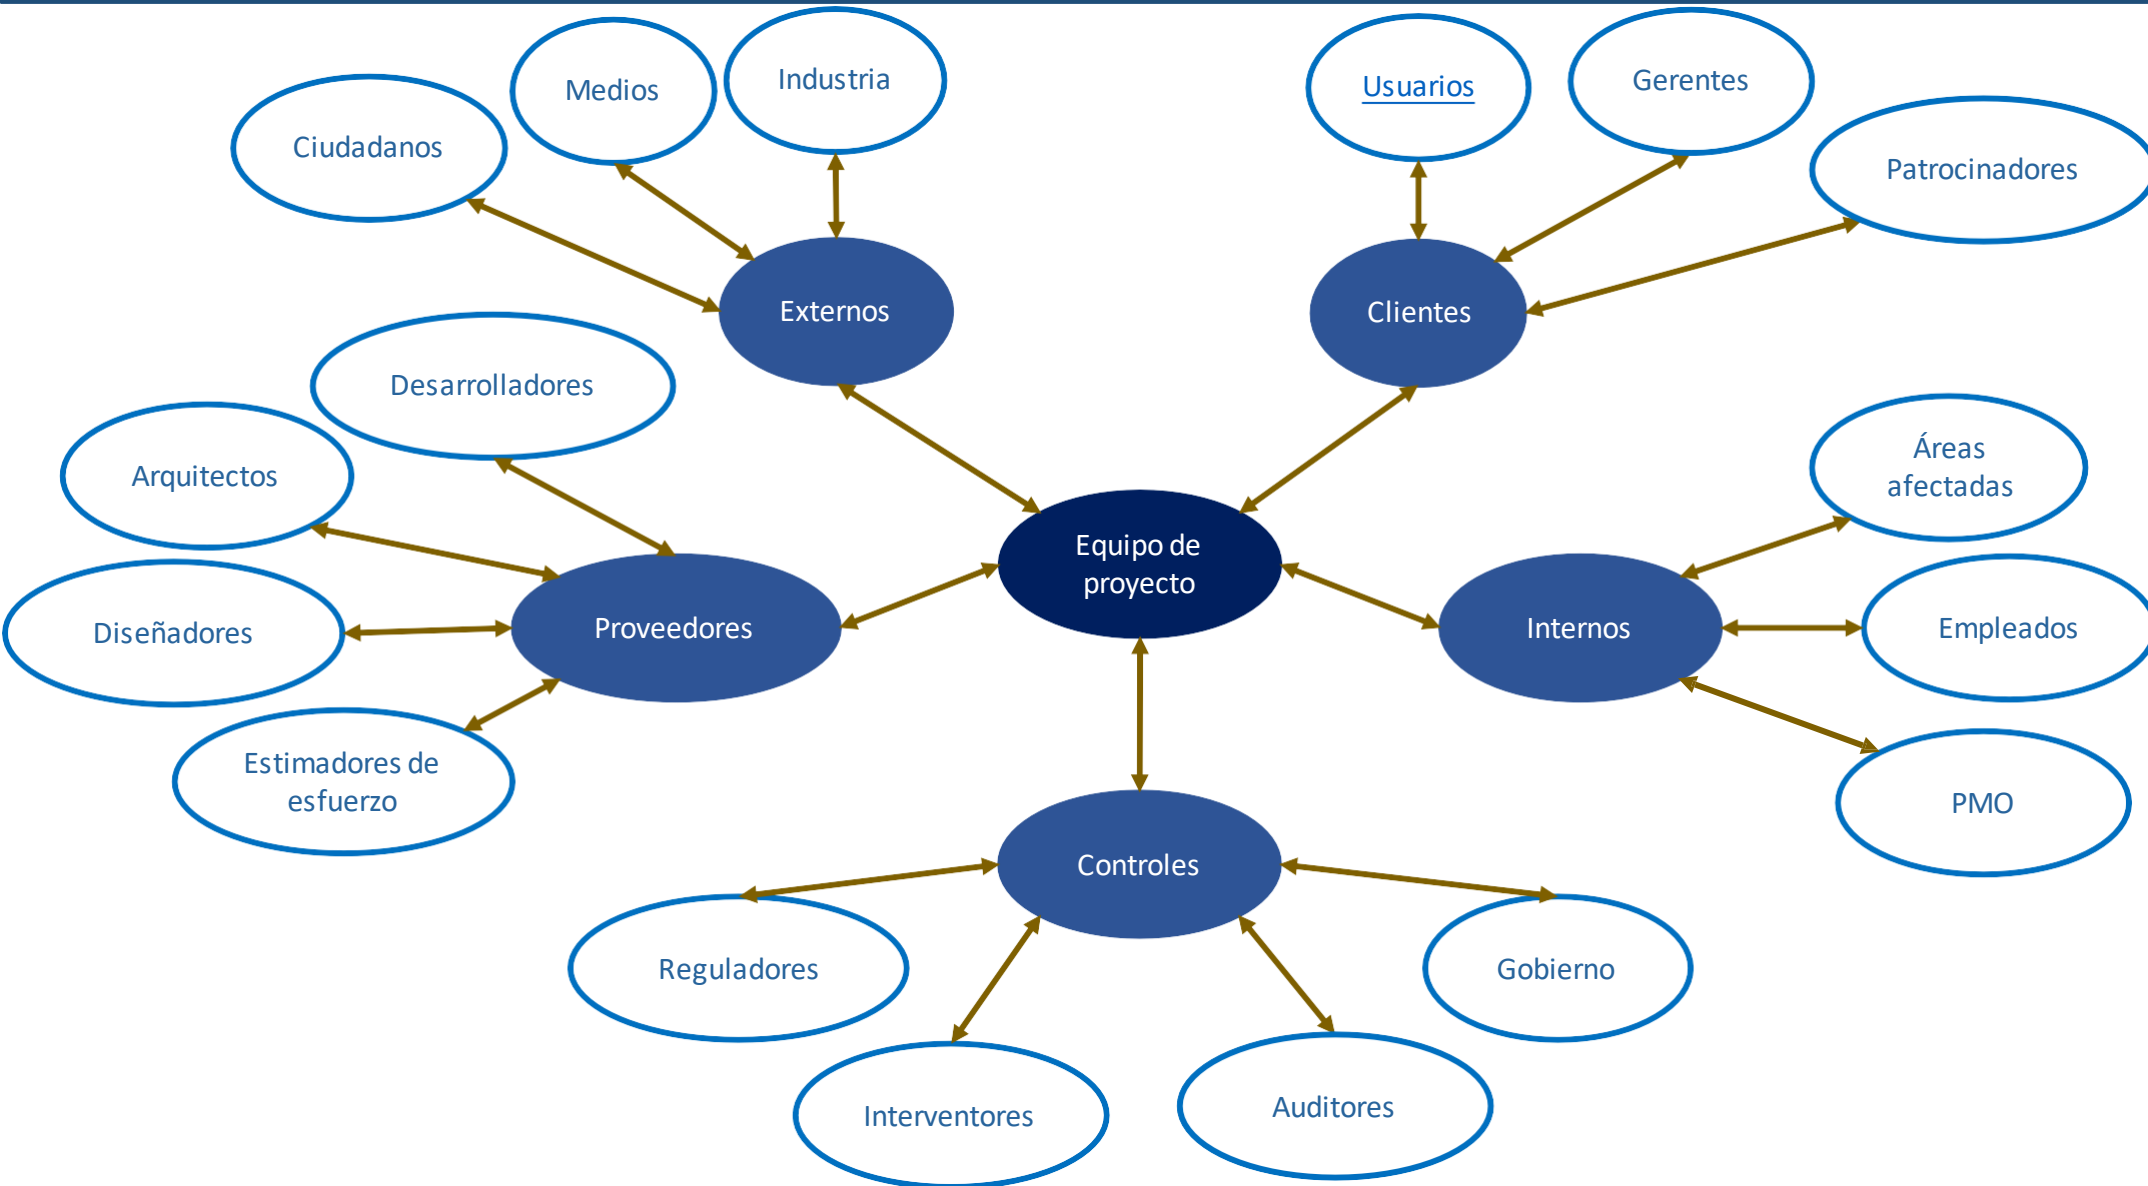 Industria
Medios
Ciudadanos
Usuarios
Gerentes
Patrocinadores
Externos
Clientes
Desarrolladores
Arquitectos
Diseñadores
Estimadores de
esfuerzo
Proveedores
Equipo de
proyecto
Internos
Áreas
afectadas
Empleados
PMO
Controles
Reguladores
Interventores
Auditores
Gobierno